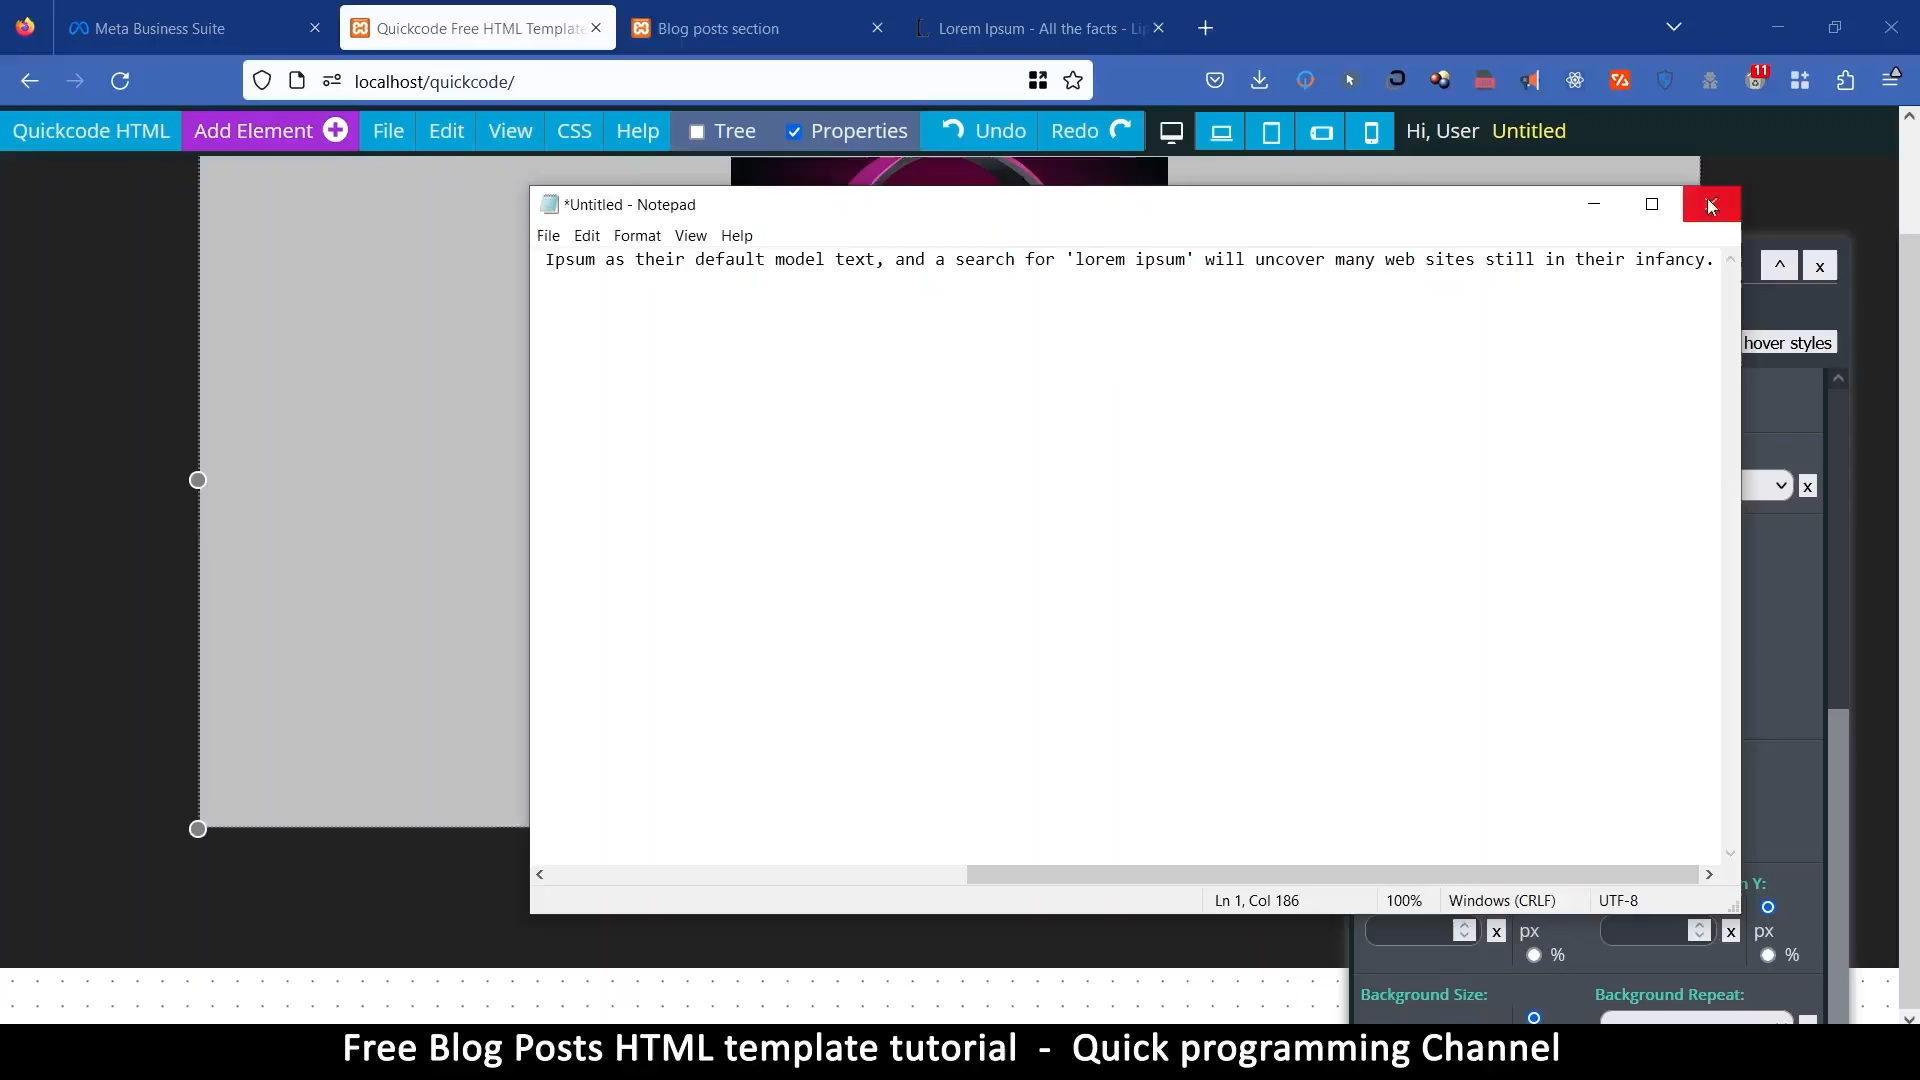 Meta Business Suite
Quickcode Free HTML Template
Blog posts section
Lorem Ipsum - All the facts - Lip
localhost/quickcode/
11
Quickcode HTML
Add Element
File
Edit
View
CSS
Help
Tree
Properties
Undo
Redo
Hi, User
Untitled
*Untitled - Notepad
File
Edit
Format
View
Help
Ipsum as their default model text, and a search for 'lorem ipsum' will uncover many web sites still in their infancy.
^
x
hover styles
x
Ln 1, Col 186
100%
Windows (CRLF)
UTF-8
n Y:
x
px
x
px
%
%
Background Size:
Background Repeat:
Free Blog Posts HTML template tutorial - Quick programming Channel